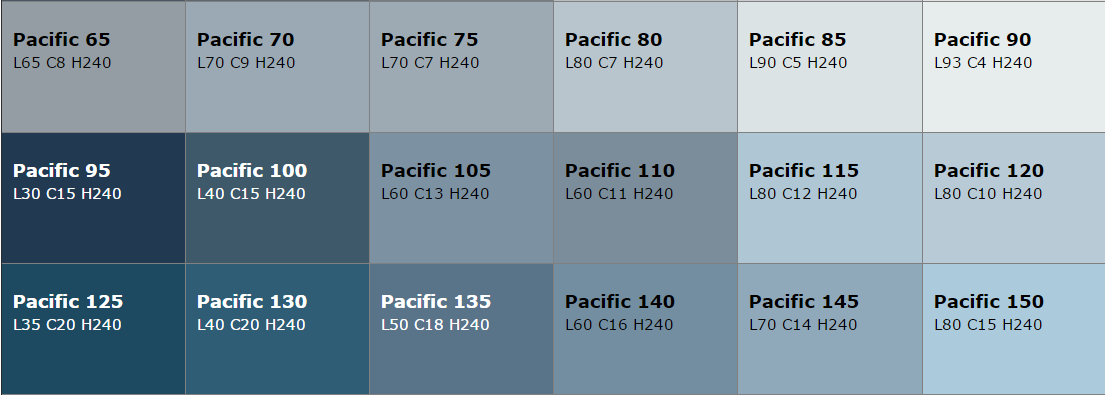 Pacific 65
L65 C8 H240
Pacific 70
L70 C9 H240
Pacific 75
L70 C7 H240
Pacific 80
L80 C7 H240
Pacific 85
L90 C5 H240
Pacific 90
L93 C4 H240
Pacific 95
L30 C15 H240
Pacific 100
L40 C15 H240
Pacific 105
L60 C13 H240
Pacific 110
L60 C11 H240
Pacific 115
L80 C12 H240
Pacific 120
L80 C10 H240
Pacific 125
L35 C20 H240
Pacific 130
L40 C20 H240
Pacific 135
L50 C18 H240
Pacific 140
L60 C16 H240
Pacific 145
L70 C14 H240
Pacific 150
L80 C15 H240